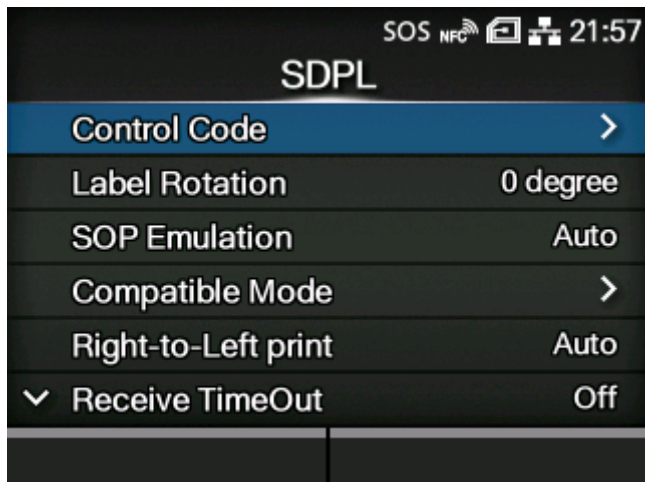 SOS NFC 21:57
SDPL
Control Code
Label Rotation 0 degree
SOP Emulation Auto
Compatible Mode
Right-to-Left print Auto
Receive TimeOut Off